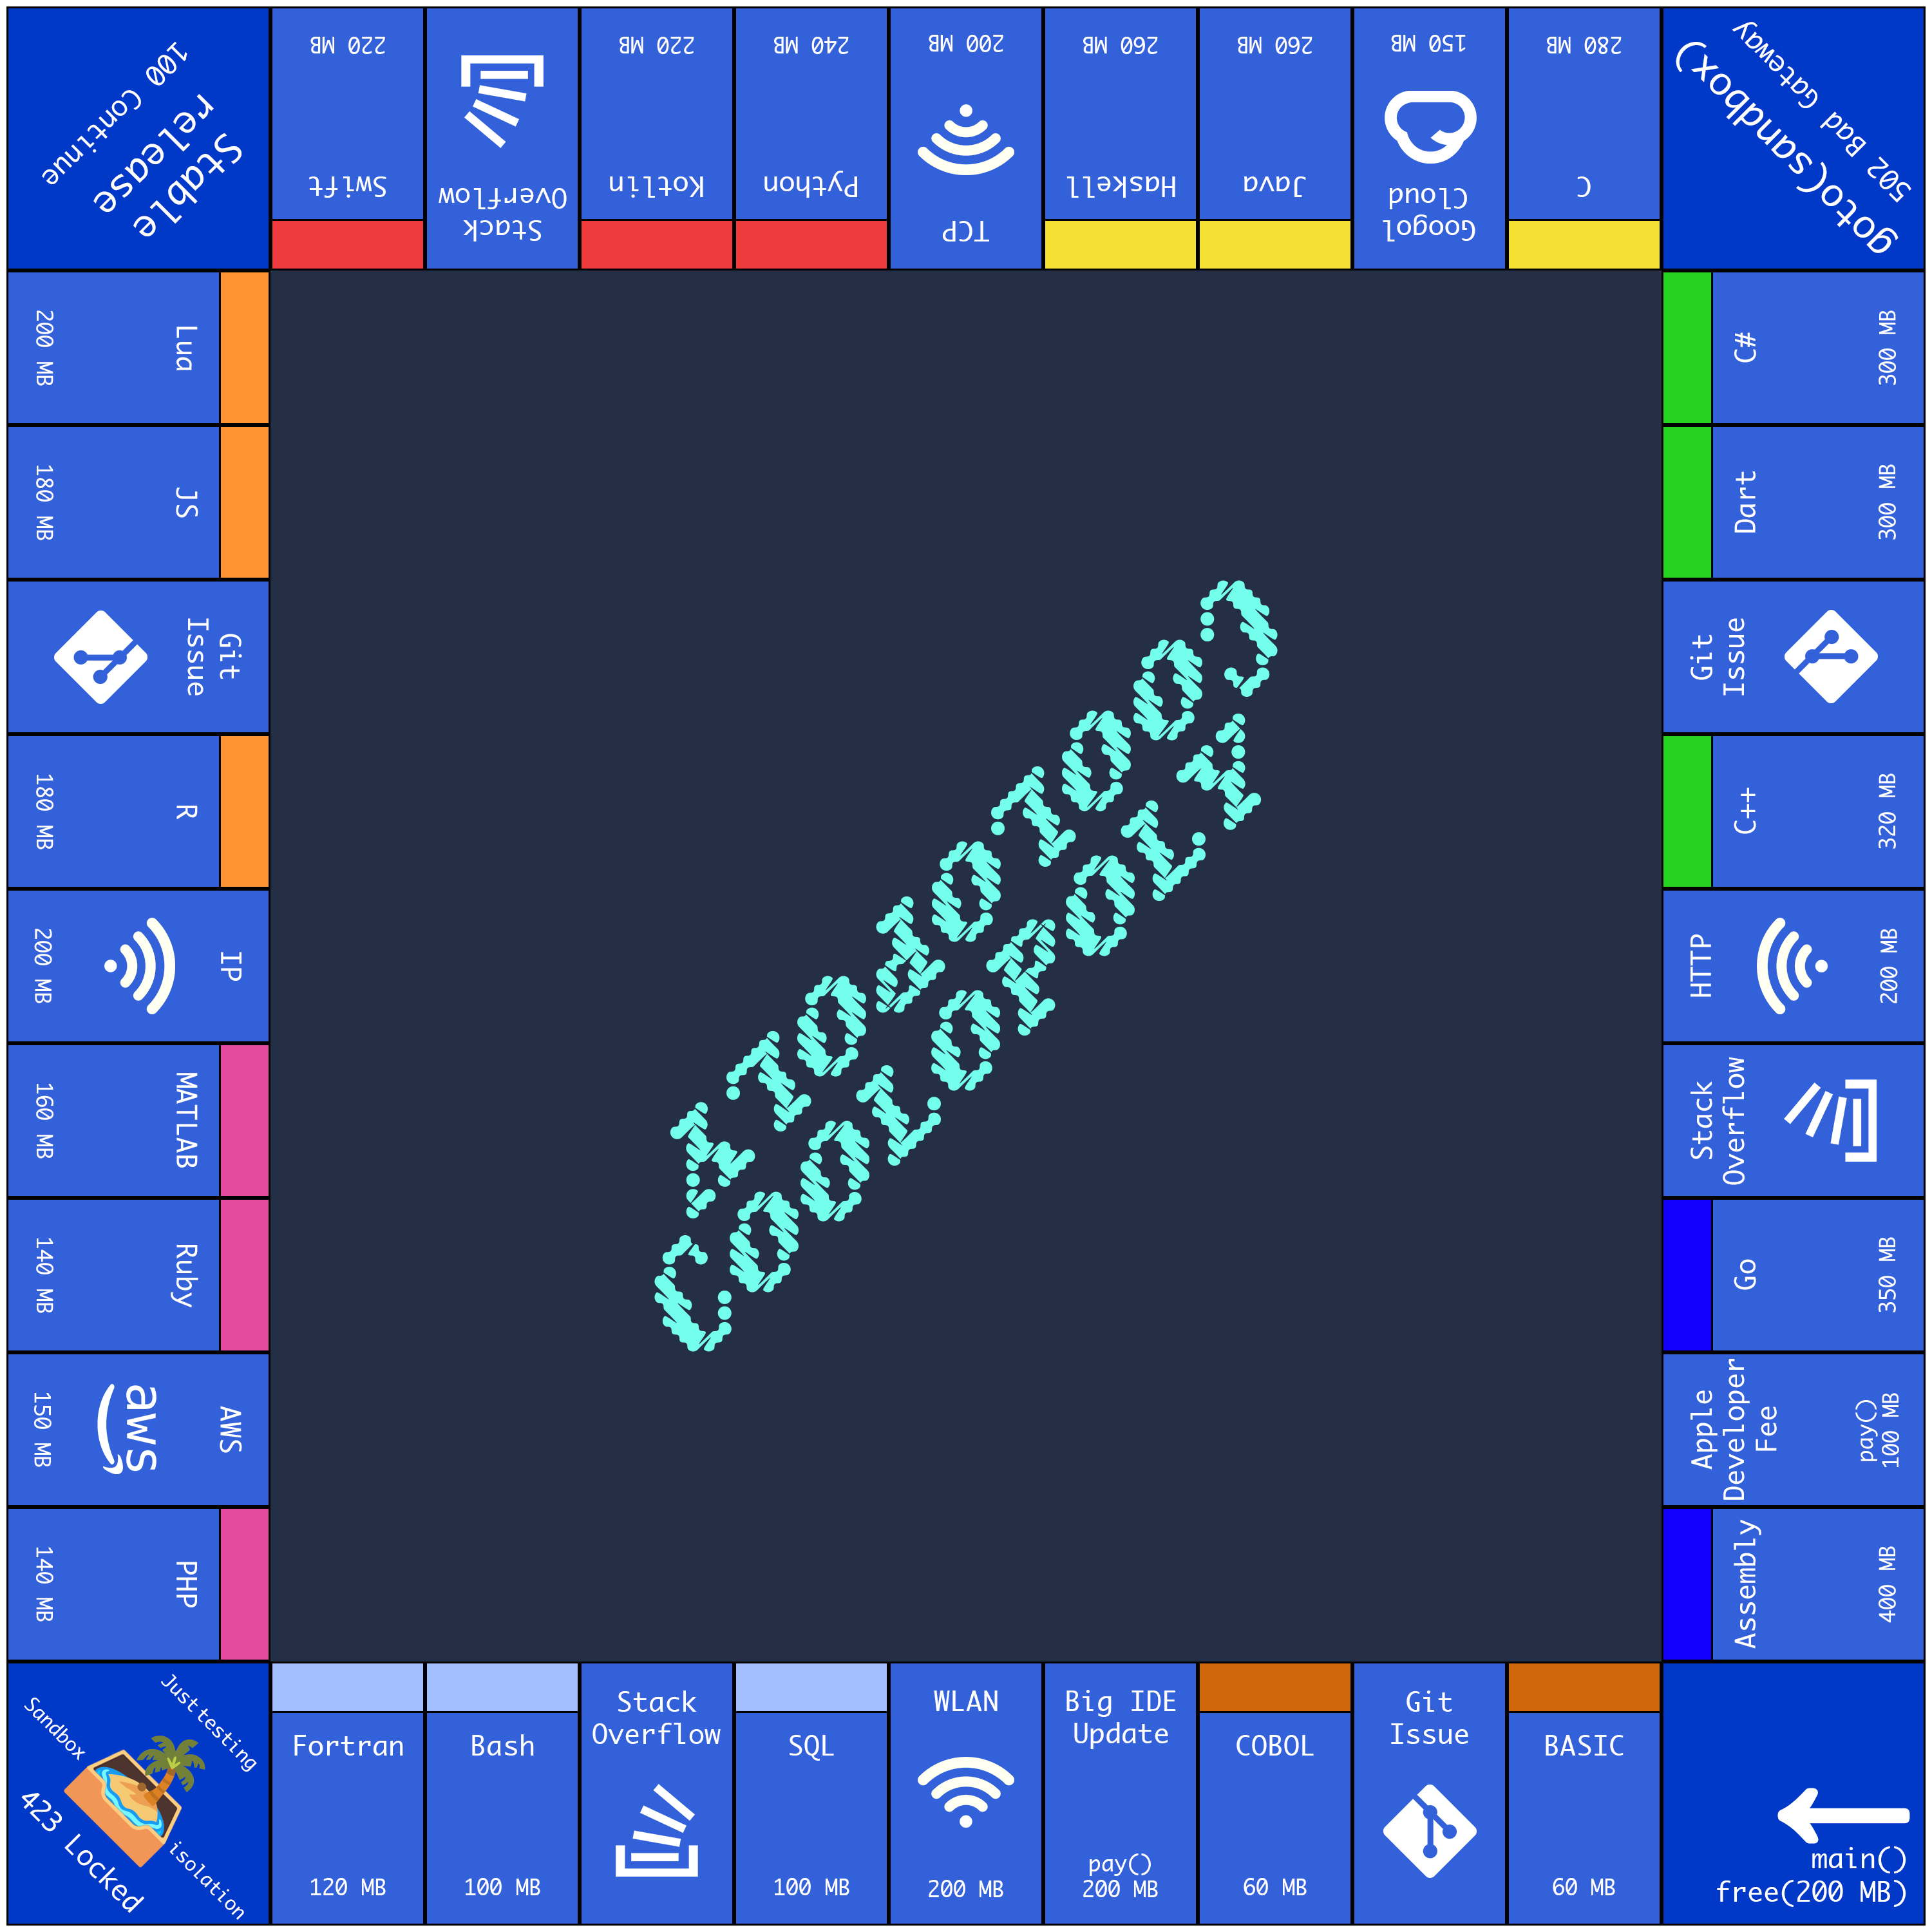 100 Continue
Stable
release
220 MB
Swift
Stack
Overflow
220 MB
Kotlin
240 MB
Python
200 MB
TCP
260 MB
Haskell
260 MB
Java
150 MB
Googol
Cloud
280 MB
C
502 Bad Gateway
goto(sandbox)
Lua
200 MB
JS
180 MB
Git
Issue
R
180 MB
IP
200 MB
MATLAB
160 MB
Ruby
140 MB
AWS
aws
150 MB
PHP
140 MB
COOLOPOLY
COOLOPOLY
C#
300 MB
Dart
300 MB
Git
Issue
C++
320 MB
HTTP
200 MB
Stack
Overflow
Go
350 MB
Apple
Developer
Fee
pay()
100 MB
Assembly
400 MB
Just testing
Sandbox
isolation
423 Locked
Fortran
120 MB
Bash
100 MB
Stack
Overflow
SQL
100 MB
WLAN
200 MB
Big IDE
Update
pay()
200 MB
COBOL
60 MB
Git
Issue
BASIC
60 MB
main()
free(200 MB)